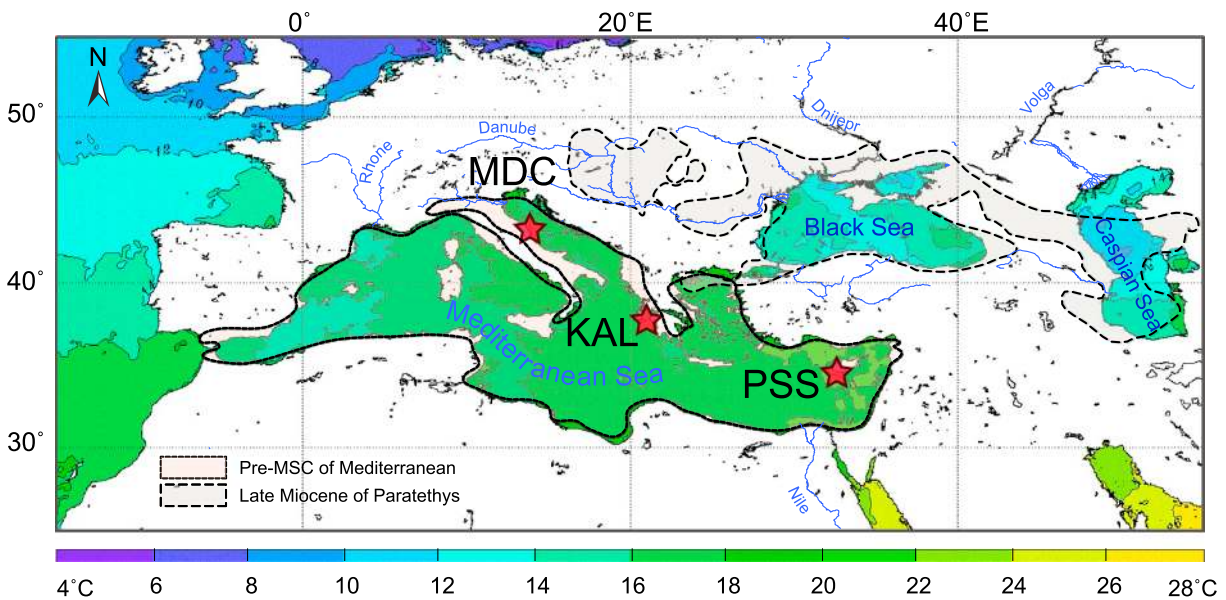 0° 20°E 40°E
N
50°
40°
30°
10
12
Volga
Dnijepr
Danube
Rhone
MDC
Black Sea
Caspian Sea
KAL
Mediterranean Sea
PSS
Pre-MSC of Mediterranean
Late Miocene of Paratethys
Nile
4°C 6 8 10 12 14 16 18 20 22 24 26 28°C